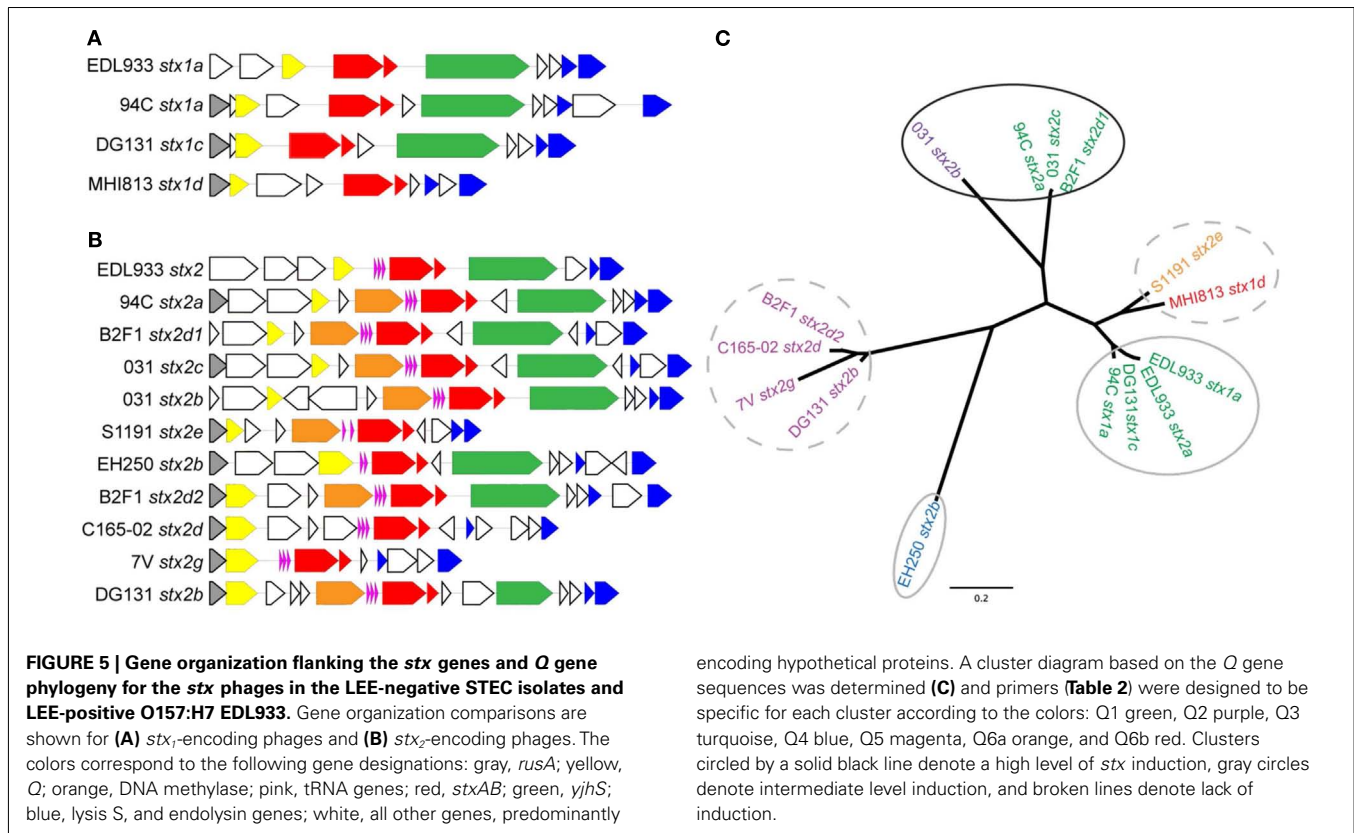 A
EDL933 stx1a
94C stx1a
DG131 stx1c
MHI813 stx1d
B
EDL933 stx2
94C stx2a
B2F1 stx2d1
031 stx2c
031 stx2b
S1191 stx2e
EH250 stx2b
B2F1 stx2d2
C165-02 stx2d
7V stx2g
DG131 stx2b
C
031 stx2b
94C stx2a
031 stx2c
B2F1 stx2d1
S1191 stx2e
MHI813 stx1d
B2F1 stx2d2
C165-02 stx2d
7V stx2g
DG131 stx2b
EDL933 stx1a
EDL933 stx2a
DG131stx1c
94C stx1a
EH250 stx2b
0.2
FIGURE 5 | Gene organization flanking the stx genes and Q gene
phylogeny for the stx phages in the LEE-negative STEC isolates and
LEE-positive O157:H7 EDL933. Gene organization comparisons are
shown for (A) stx₁-encoding phages and (B) stx₂-encoding phages. The
colors correspond to the following gene designations: gray, rusA; yellow,
Q; orange, DNA methylase; pink, tRNA genes; red, stxAB; green, yjhS;
blue, lysis S, and endolysin genes; white, all other genes, predominantly
encoding hypothetical proteins. A cluster diagram based on the Q gene
sequences was determined (C) and primers (Table 2) were designed to be
specific for each cluster according to the colors: Q1 green, Q2 purple, Q3
turquoise, Q4 blue, Q5 magenta, Q6a orange, and Q6b red. Clusters
circled by a solid black line denote a high level of stx induction, gray circles
denote intermediate level induction, and broken lines denote lack of
induction.